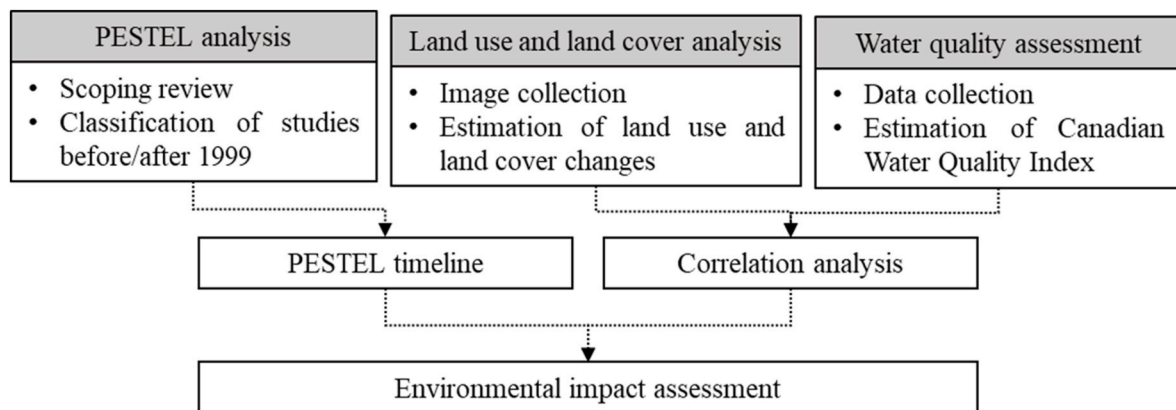 PESTEL analysis
• Scoping review
• Classification of studies
before/after 1999
Land use and land cover analysis
• Image collection
• Estimation of land use and
land cover changes
Water quality assessment
• Data collection
• Estimation of Canadian
Water Quality Index
PESTEL timeline
Correlation analysis
Environmental impact assessment